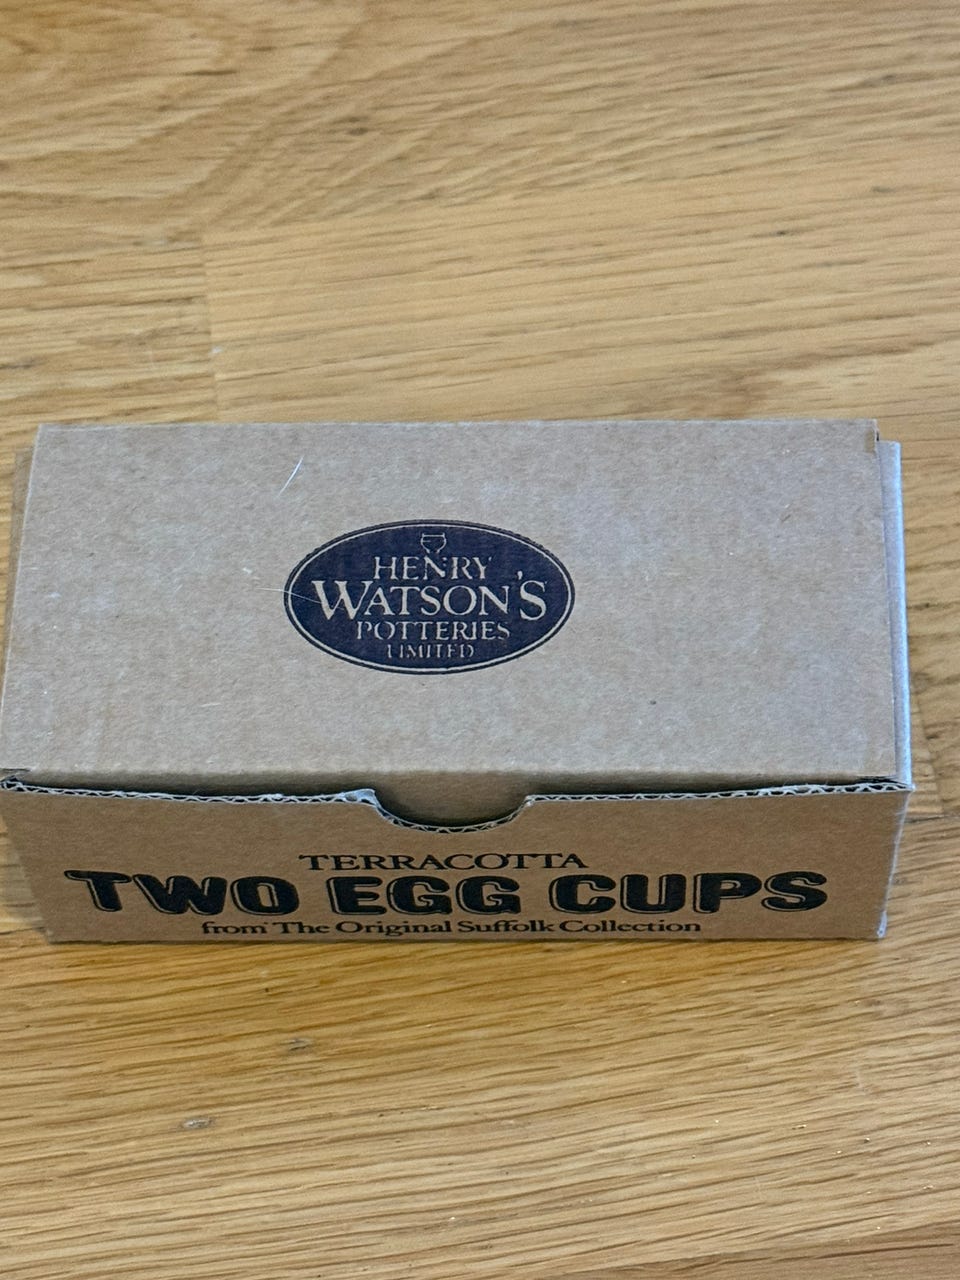 HENRY
WATSON'S
POTTERIES
LIMITED
TERRACOTTA
TWO EGG CUPS
from The Original Suffolk Collection